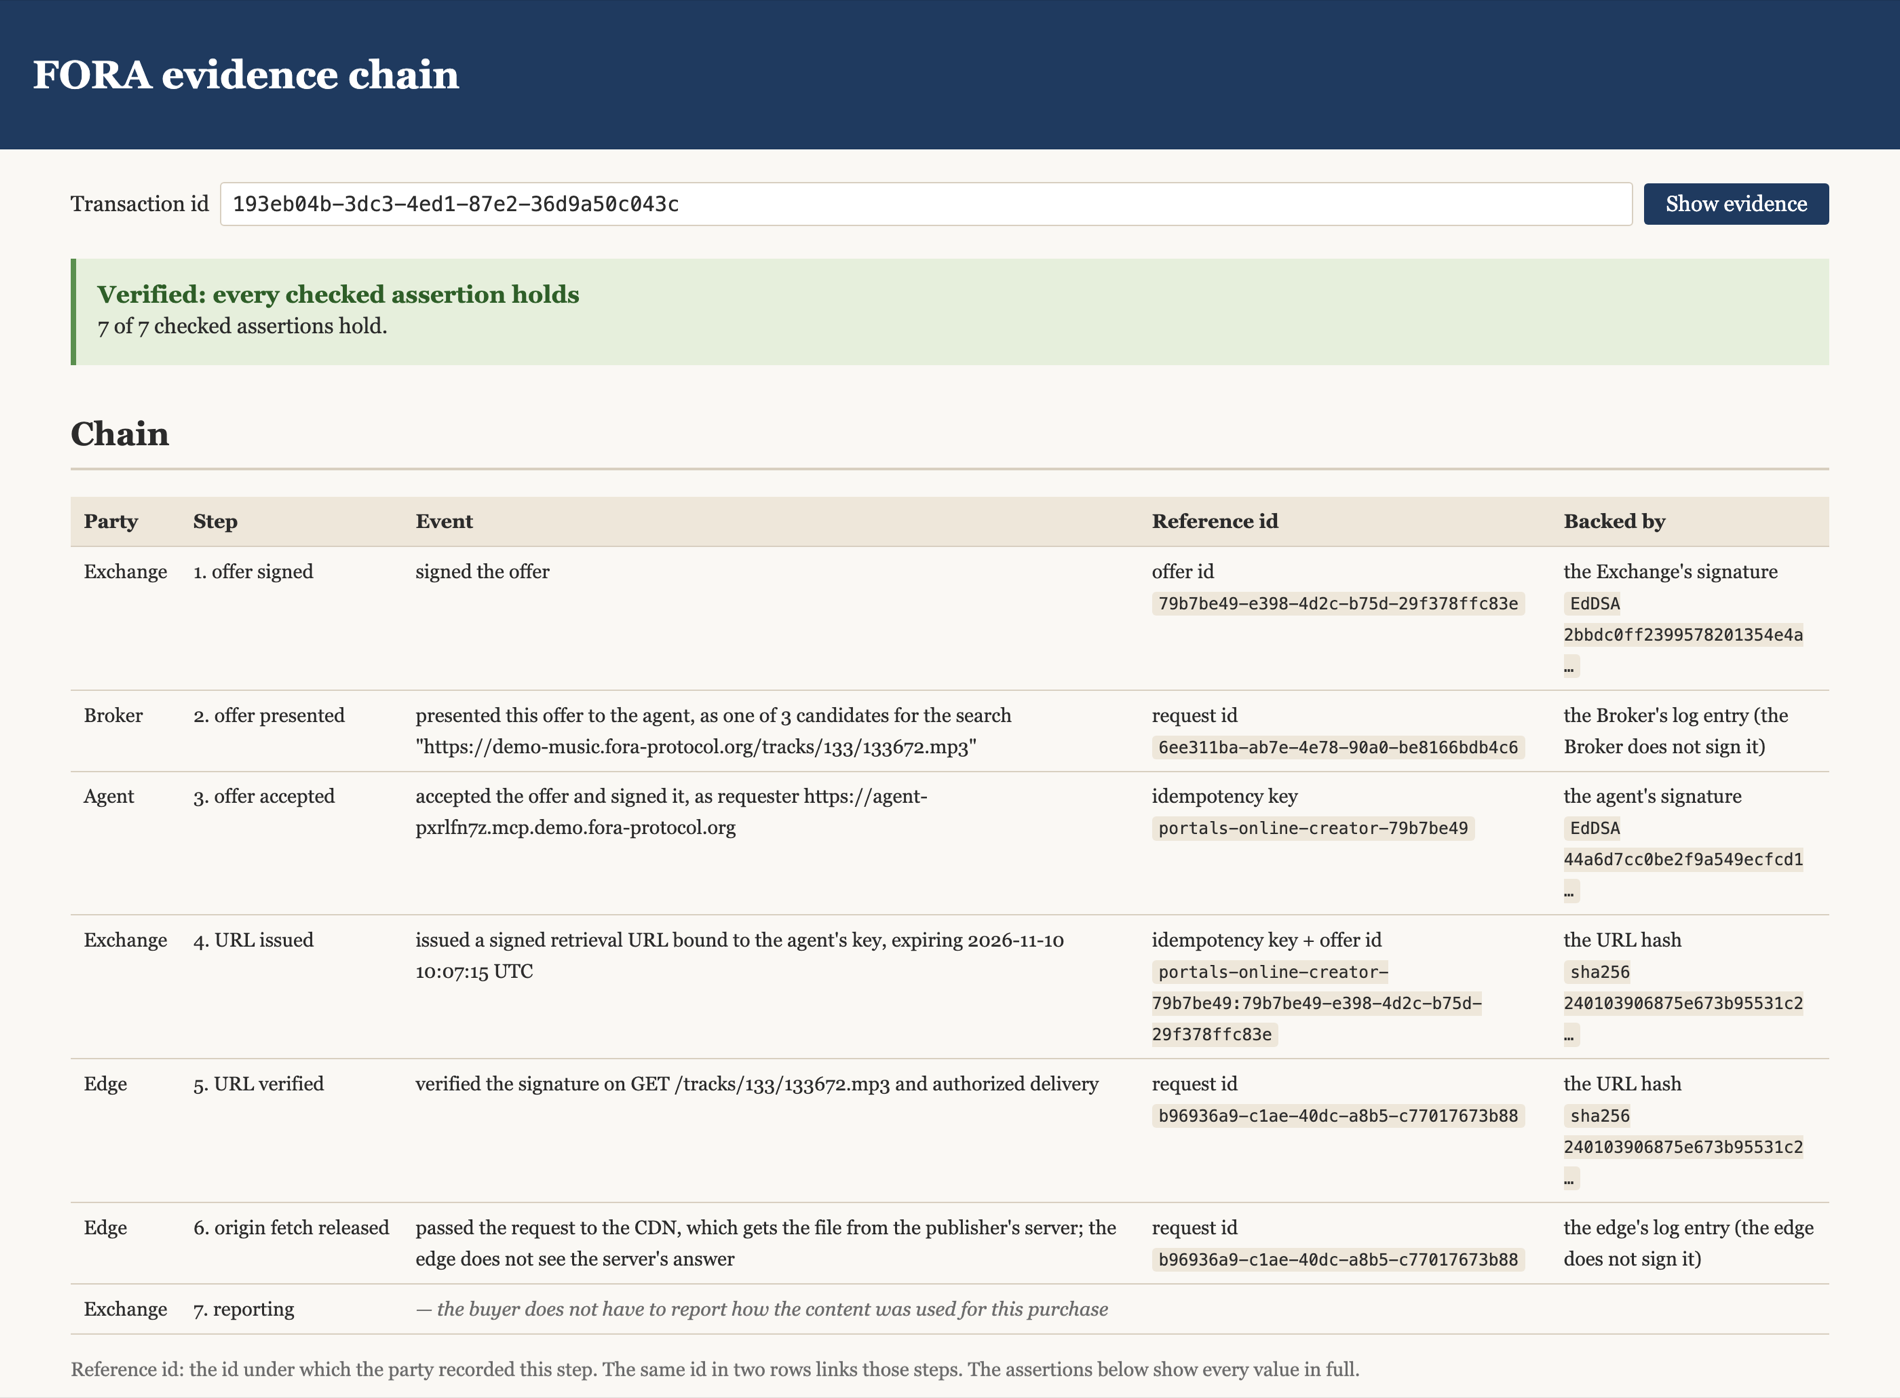 FORA evidence chain
Transaction id 193eb04b-3dc3-4ed1-87e2-36d9a50c043c Show evidence
Verified: every checked assertion holds
7 of 7 checked assertions hold.
Chain
Party Step Event Reference id Backed by
Exchange 1. offer signed signed the offer offer id the Exchange's signature
79b7be49-e398-4d2c-b75d-29f378ffc83e EdDSA
2bbdc0ff2399578201354e4a
…
Broker 2. offer presented presented this offer to the agent, as one of 3 candidates for the search request id the Broker's log entry (the
"https://demo-music.fora-protocol.org/tracks/133/133672.mp3" 6ee311ba-ab7e-4e78-90a0-be8166bdb4c6 Broker does not sign it)
Agent 3. offer accepted accepted the offer and signed it, as requester https://agent- idempotency key the agent's signature
pxrlfn7z.mcp.demo.fora-protocol.org portals-online-creator-79b7be49 EdDSA
44a6d7cc0be2f9a549ecfcd1
…
Exchange 4. URL issued issued a signed retrieval URL bound to the agent's key, expiring 2026-11-10 idempotency key + offer id the URL hash
10:07:15 UTC portals-online-creator- sha256
79b7be49:79b7be49-e398-4d2c-b75d- 240103906875e673b95531c2
29f378ffc83e …
Edge 5. URL verified verified the signature on GET /tracks/133/133672.mp3 and authorized delivery request id the URL hash
b96936a9-c1ae-40dc-a8b5-c77017673b88 sha256
240103906875e673b95531c2
…
Edge 6. origin fetch released passed the request to the CDN, which gets the file from the publisher's server; the request id the edge's log entry (the edge
edge does not see the server's answer b96936a9-c1ae-40dc-a8b5-c77017673b88 does not sign it)
Exchange 7. reporting — the buyer does not have to report how the content was used for this purchase
Reference id: the id under which the party recorded this step. The same id in two rows links those steps. The assertions below show every value in full.